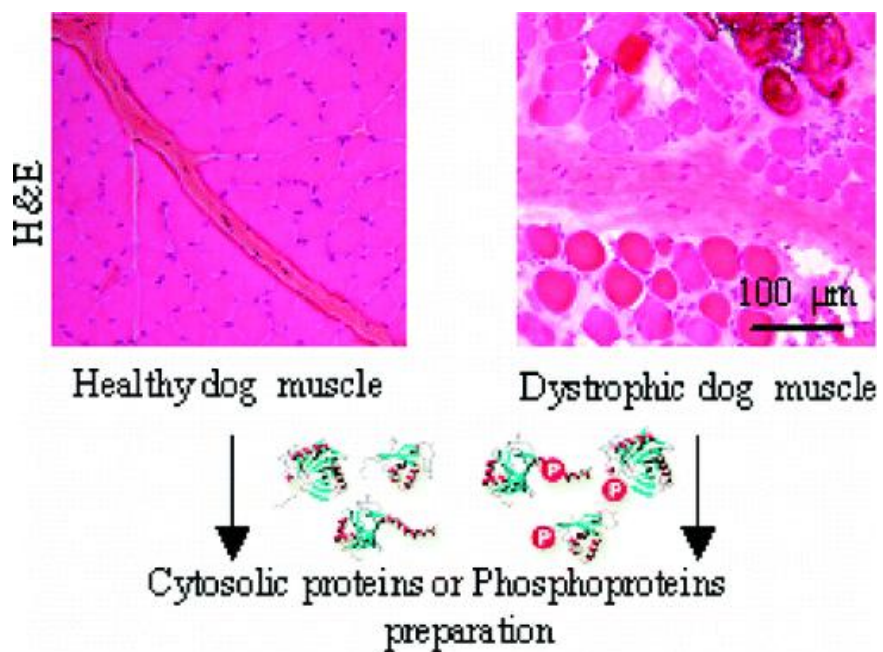 H&E
100 µm
Healthy dog muscle
Dystrophic dog muscle
P
P
P
Cytosolic proteins or Phosphoproteins
preparation